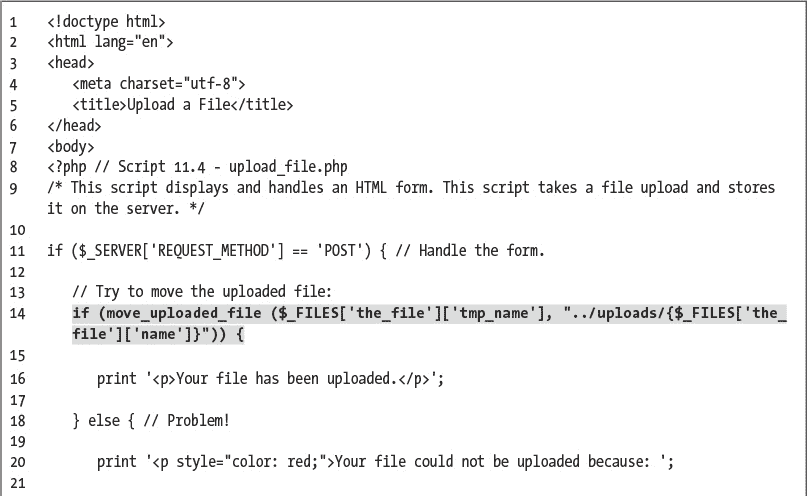 1 <!doctype html>
2 <html lang="en">
3 <head>
4 <meta charset="utf-8">
5 <title>Upload a File</title>
6 </head>
7 <body>
8 <?php // Script 11.4 - upload_file.php
9 /* This script displays and handles an HTML form. This script takes a file upload and stores
it on the server. */
10
11 if ($_SERVER['REQUEST_METHOD'] == 'POST') { // Handle the form.
12
13 // Try to move the uploaded file:
14 if (move_uploaded_file ($_FILES['the_file']['tmp_name'], "../uploads/{$_FILES['the_
file']['name']}")) {
15
16 print '<p>Your file has been uploaded.</p>';
17
18 } else { // Problem!
19
20 print '<p style="color: red;">Your file could not be uploaded because: ';
21